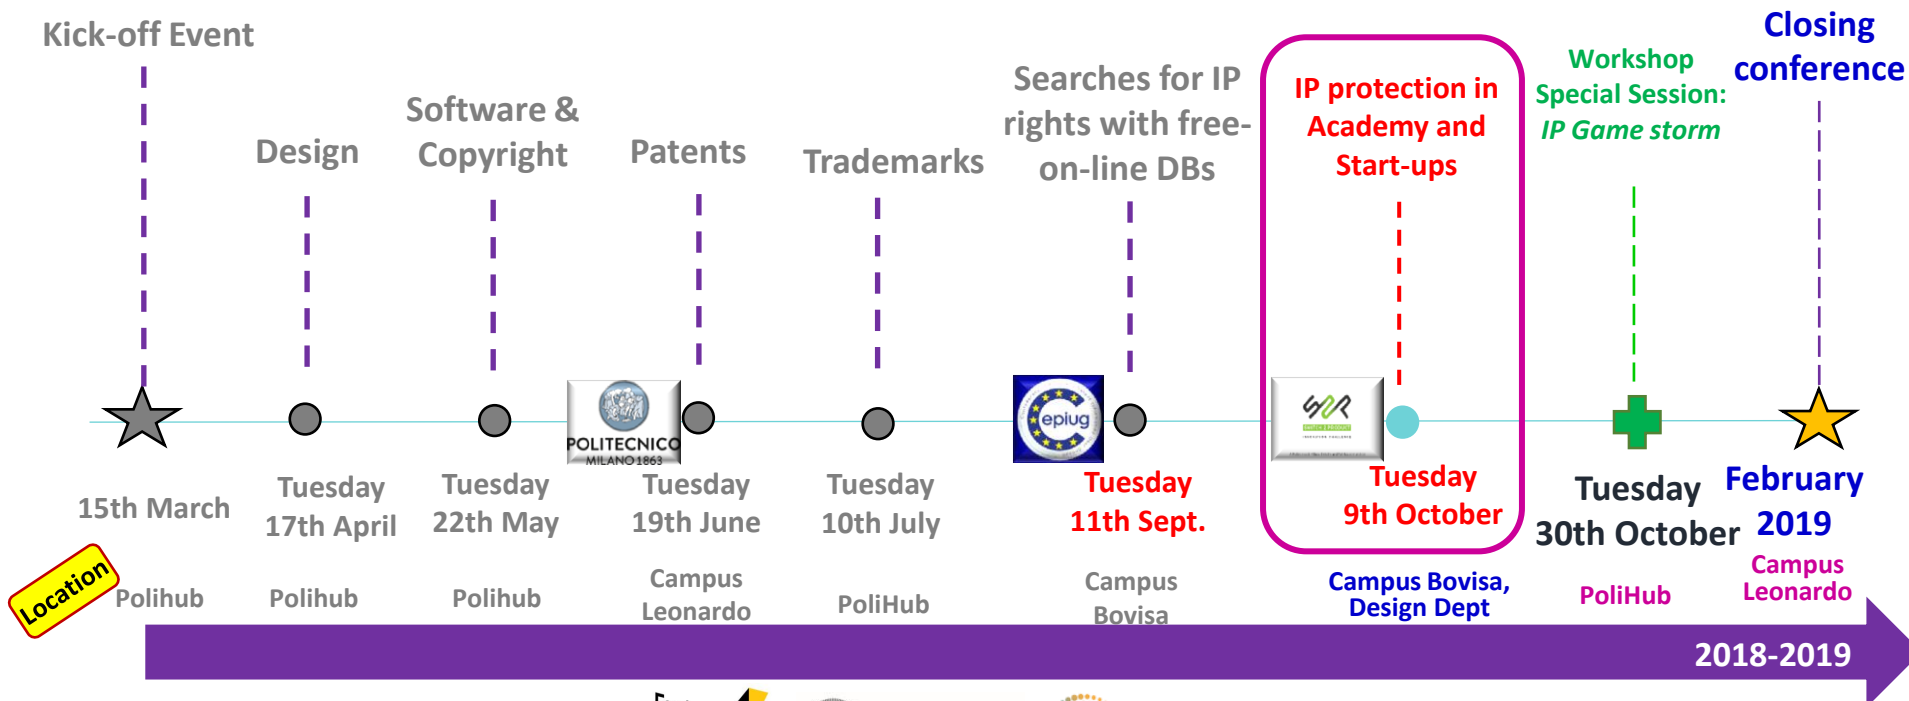 Kick-off Event
Design
Software &
Copyright
Patents
Trademarks
Searches for IP
rights with free-
on-line DBs
IP protection in
Academy and
Start-ups
Workshop
Special Session:
IP Game storm
Closing
conference
POLITECNICO
MILANO 1863
epiug
15th March
Tuesday
17th April
Tuesday
22th May
Tuesday
19th June
Tuesday
10th July
Tuesday
11th Sept.
Tuesday
9th October
Tuesday
30th October
February
2019
Location
Polihub
Polihub
Polihub
Campus
Leonardo
PoliHub
Campus
Bovisa
Campus Bovisa,
Design Dept
PoliHub
Campus
Leonardo
2018-2019